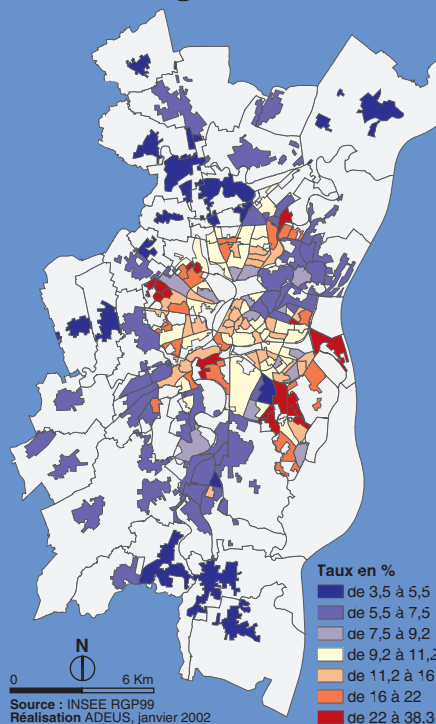 Taux en %
de 3,5 à 5,5
de 5,5 à 7,5
de 7,5 à 9,2
de 9,2 à 11,2
de 11,2 à 16
de 16 à 22
de 22 à 38,3
N
0 6 Km
Source : INSEE RGP99
Réalisation ADEUS, janvier 2002